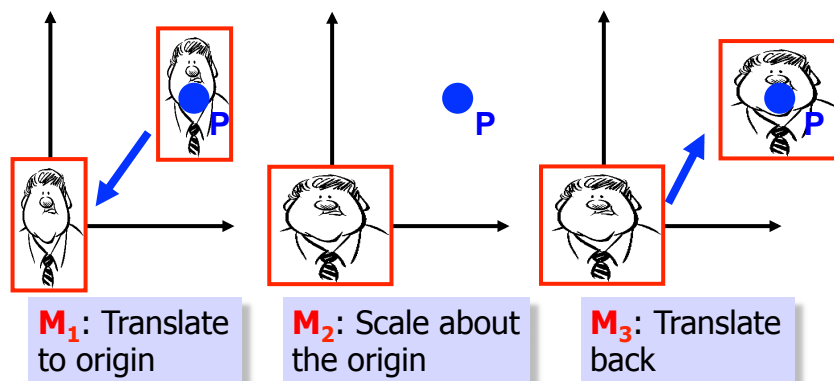 P
P
P
M₁: Translate
to origin
M₂: Scale about
the origin
M₃: Translate
back